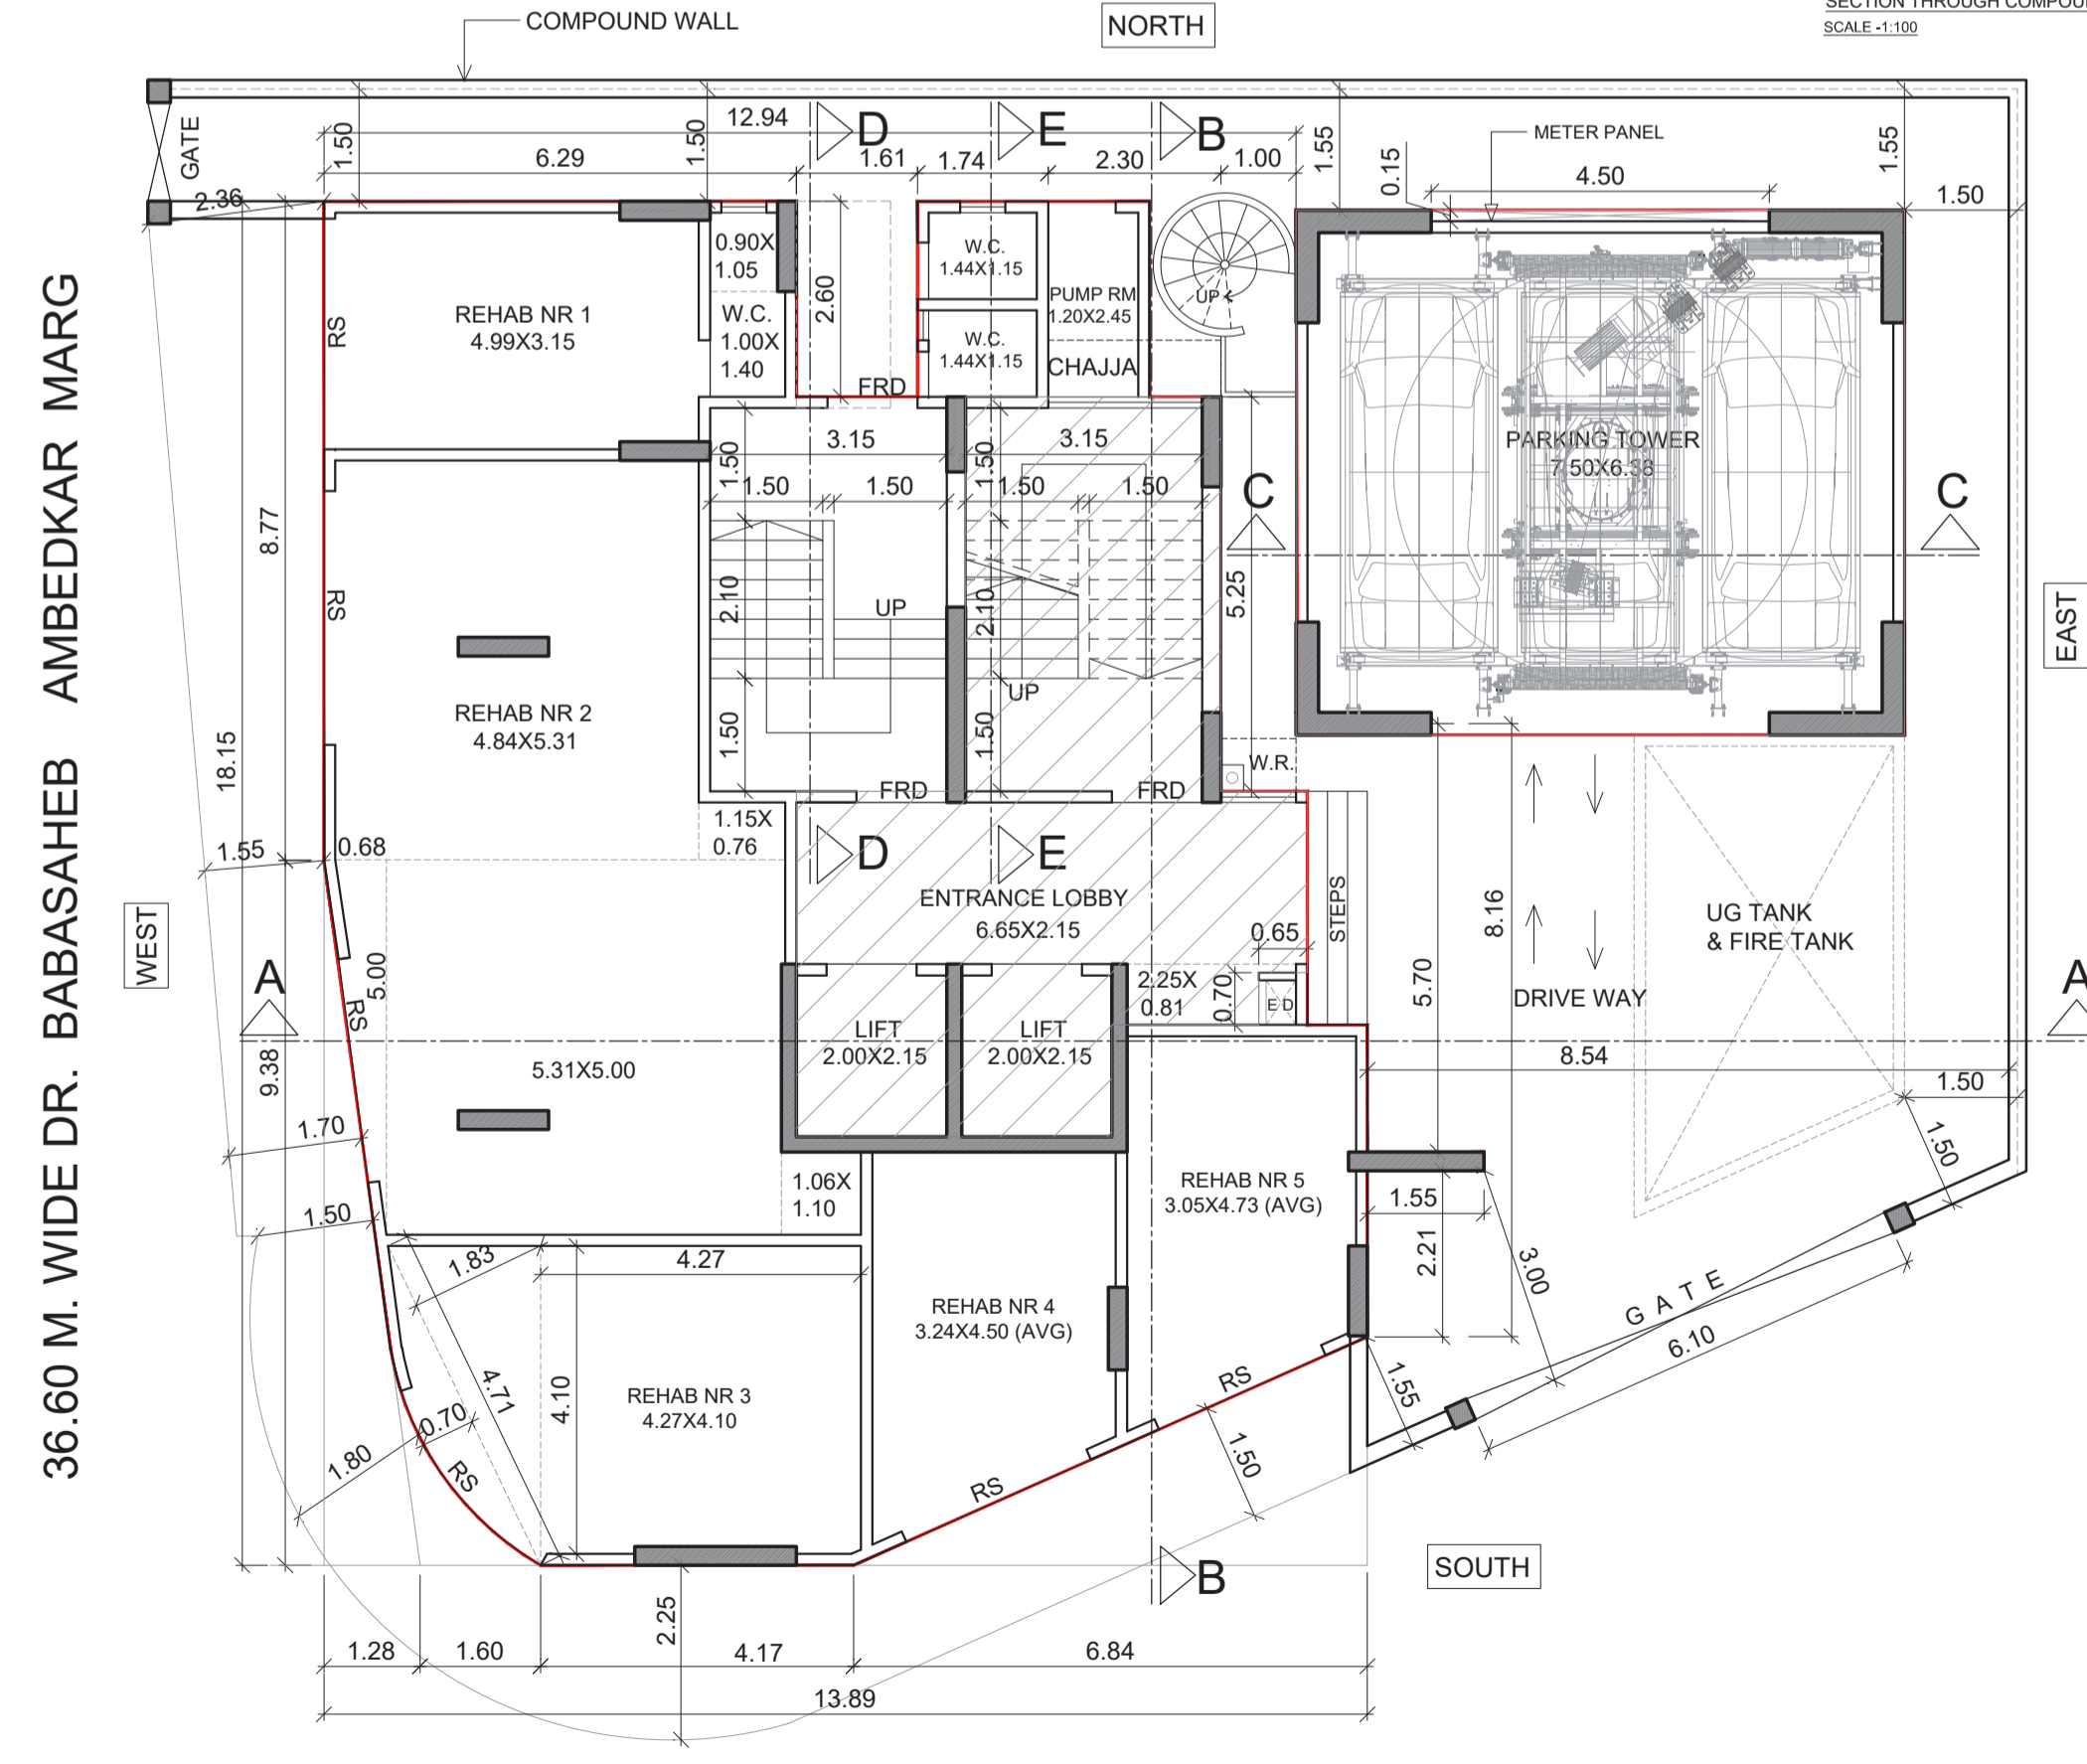 COMPOUND WALL
NORTH
SCALE -1:100
GATE
1.50
12.94
1.50
D
E
B
1.55
METER PANEL
1.55
6.29
1.61
1.74
2.30
1.00
0.15
4.50
1.50
2.36
0.90X
1.05
2.60
W.C.
1.44X1.15
PUMP RM
1.20X2.45
UP
REHAB NR 1
4.99X3.15
RS
W.C.
1.00X
1.40
W.C.
1.44X1.15
CHAJJA
FRD
36.60 M. WIDE DR. BABASAHEB AMBEDKAR MARG
8.77
18.15
1.50
3.15
1.50
3.15
1.50
1.50
1.50
1.50
PARKING TOWER
7.50X6.38
C
C
RS
2.10
UP
2.10
5.25
EAST
REHAB NR 2
4.84X5.31
1.50
UP
1.50
W.R.
FRD
FRD
1.15X
0.76
D
E
1.55
0.68
ENTRANCE LOBBY
6.65X2.15
0.65
STEPS
8.16
UG TANK
& FIRE TANK
WEST
A
5.00
RS
2.25X
0.81
0.70
E D
5.70
DRIVE WAY
A
LIFT
2.00X2.15
LIFT
2.00X2.15
9.38
5.31X5.00
8.54
1.50
1.70
1.50
1.06X
1.10
REHAB NR 5
3.05X4.73 (AVG)
1.55
1.50
1.83
4.27
2.21
3.00
GATE
6.10
REHAB NR 4
3.24X4.50 (AVG)
4.71
4.10
REHAB NR 3
4.27X4.10
RS
1.55
0.70
1.80
RS
RS
1.50
SOUTH
B
2.25
1.28
1.60
4.17
6.84
13.89